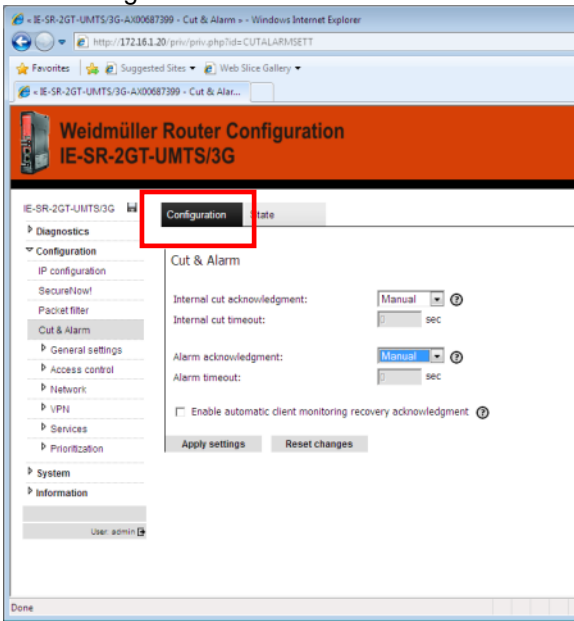 « IE-SR-2GT-UMTS/3G-AX00687399 - Cut & Alarm » - Windows Internet Explorer
http://172.16.1.20/priv/priv.php?id=CUTALARMSETT
Favorites Suggested Sites Web Slice Gallery
« IE-SR-2GT-UMTS/3G-AX00687399 - Cut & Alar...
Weidmüller Router Configuration
IE-SR-2GT-UMTS/3G
IE-SR-2GT-UMTS/3G
Diagnostics
Configuration
IP configuration
SecureNow!
Packet filter
Cut & Alarm
General settings
Access control
Network
VPN
Services
Prioritization
System
Information
User: admin
Configuration State
Cut & Alarm
Internal cut acknowledgment: Manual
Internal cut timeout: 0 sec
Alarm acknowledgment: Manual
Alarm timeout: 0 sec
Enable automatic client monitoring recovery acknowledgment
Apply settings Reset changes
Done